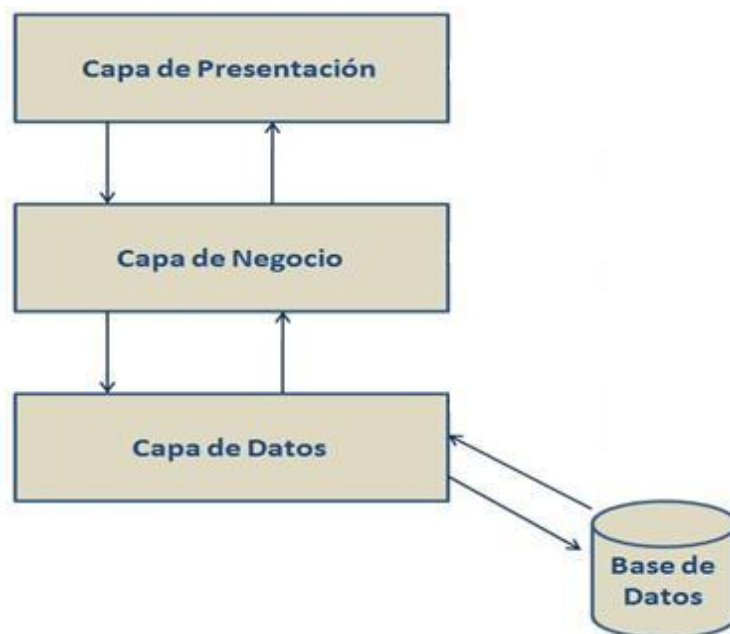 Capa de Presentación
Capa de Negocio
Capa de Datos
Base de
Datos